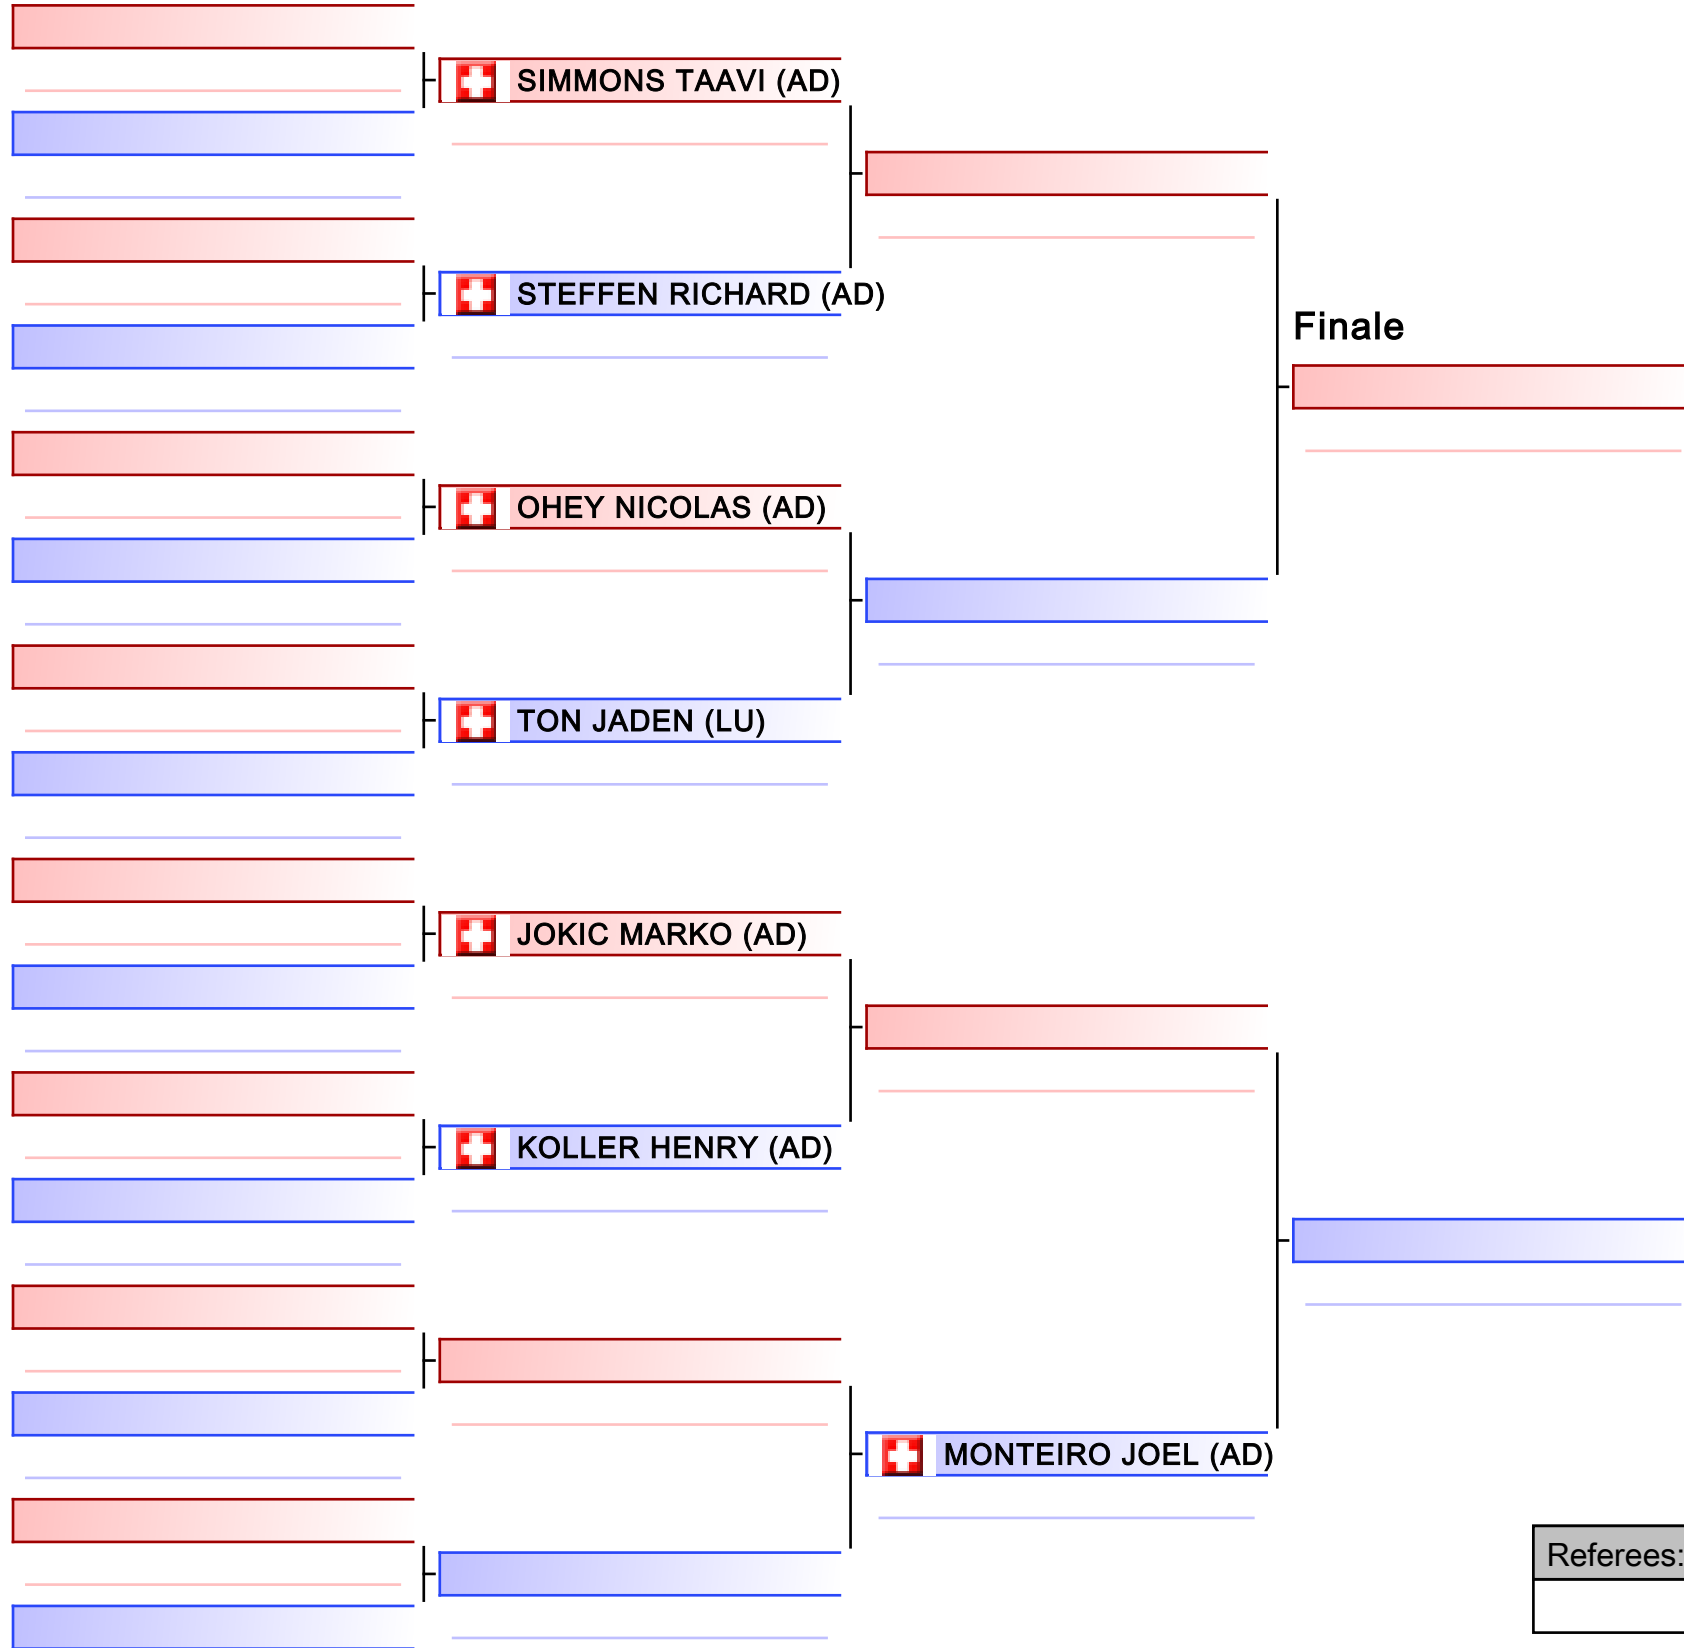 SIMMONS TAAVI (AD)
STEFFEN RICHARD (AD)
Finale
OHEY NICOLAS (AD)
TON JADEN (LU)
JOKIC MARKO (AD)
KOLLER HENRY (AD)
MONTEIRO JOEL (AD)
Referees: